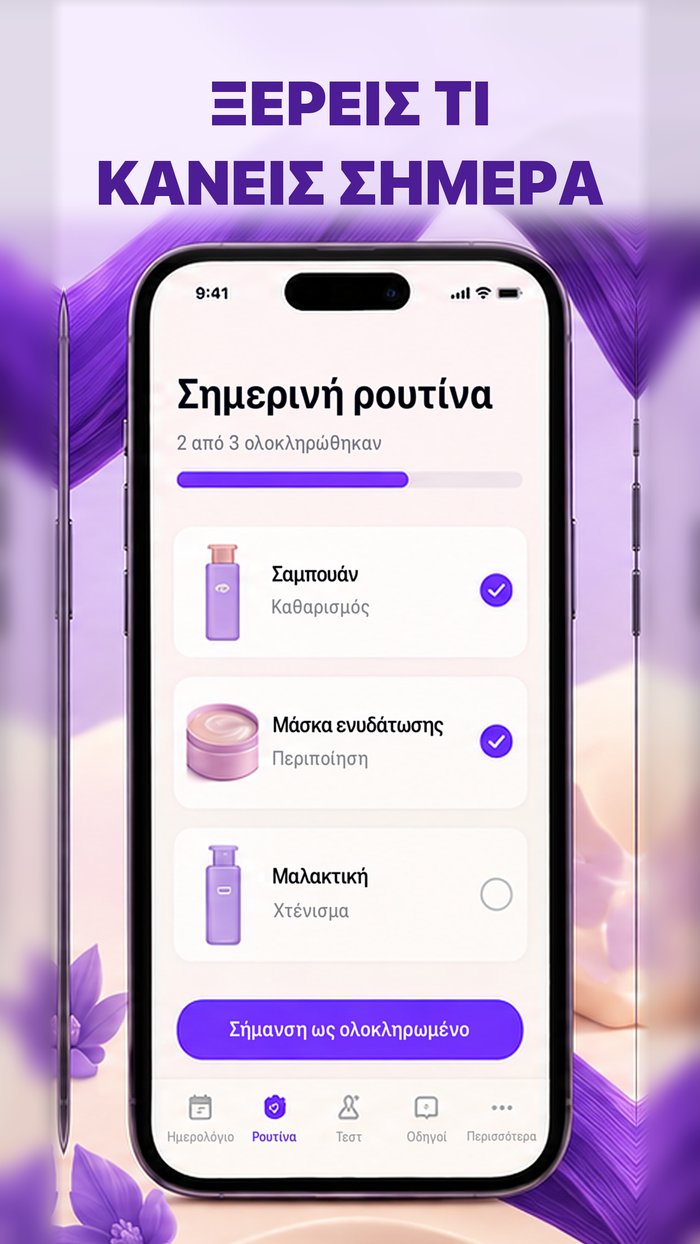 ΞΕΡΕΙΣ ΤΙ
ΚΑΝΕΙΣ ΣΗΜΕΡΑ
9:41
Σημερινή ρουτίνα
2 από 3 ολοκληρώθηκαν
Σαμπουάν
Καθαρισμός
Μάσκα ενυδάτωσης
Περιποίηση
Μαλακτική
Χτένισμα
Σήμανση ως ολοκληρωμένο
Ημερολόγιο Ρουτίνα Τεστ Οδηγοί Περισσότερα